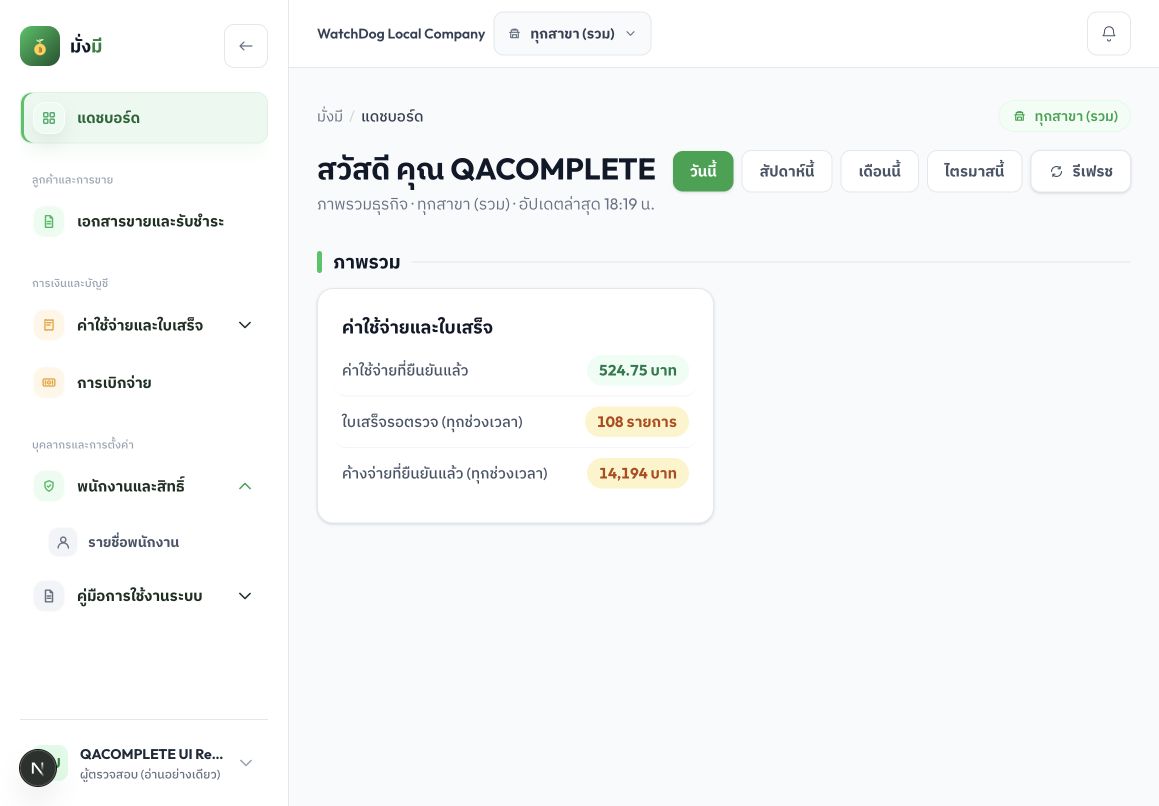 มั่งมี
แดชบอร์ด
ลูกค้าและการขาย
เอกสารขายและรับชำระ
การเงินและบัญชี
ค่าใช้จ่ายและใบเสร็จ
การเบิกจ่าย
บุคลากรและการตั้งค่า
พนักงานและสิทธิ์
รายชื่อพนักงาน
คู่มือการใช้งานระบบ
QACOMPLETE UI Re...
ผู้ตรวจสอบ (อ่านอย่างเดียว)
N
WatchDog Local Company
ทุกสาขา (รวม)
มั่งมี / แดชบอร์ด
ทุกสาขา (รวม)
สวัสดี คุณ QACOMPLETE
วันนี้
สัปดาห์นี้
เดือนนี้
ไตรมาสนี้
รีเฟรช
ภาพรวมธุรกิจ · ทุกสาขา (รวม) · อัปเดตล่าสุด 18:19 น.
ภาพรวม
ค่าใช้จ่ายและใบเสร็จ
ค่าใช้จ่ายที่ยืนยันแล้ว 524.75 บาท
ใบเสร็จรอตรวจ (ทุกช่วงเวลา) 108 รายการ
ค้างจ่ายที่ยืนยันแล้ว (ทุกช่วงเวลา) 14,194 บาท